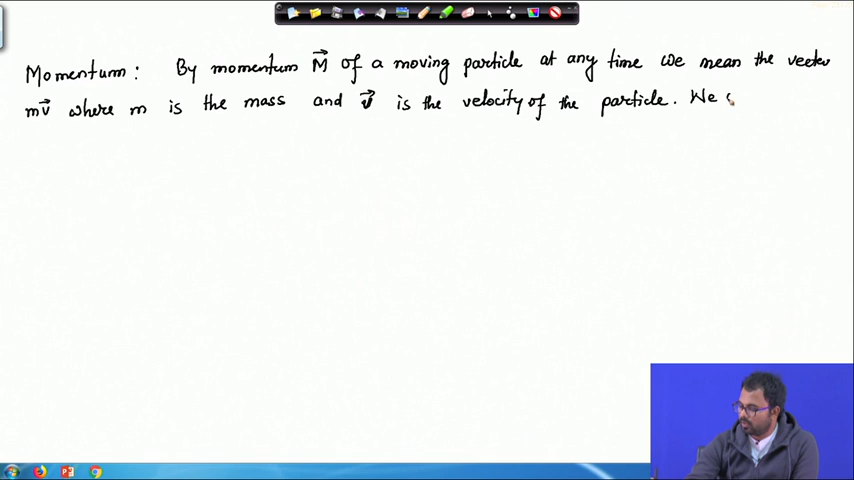 Momentum: By momentum M⃗ of a moving particle at any time we mean the vector
mv⃗ where m is the mass and v⃗ is the velocity of the particle. We